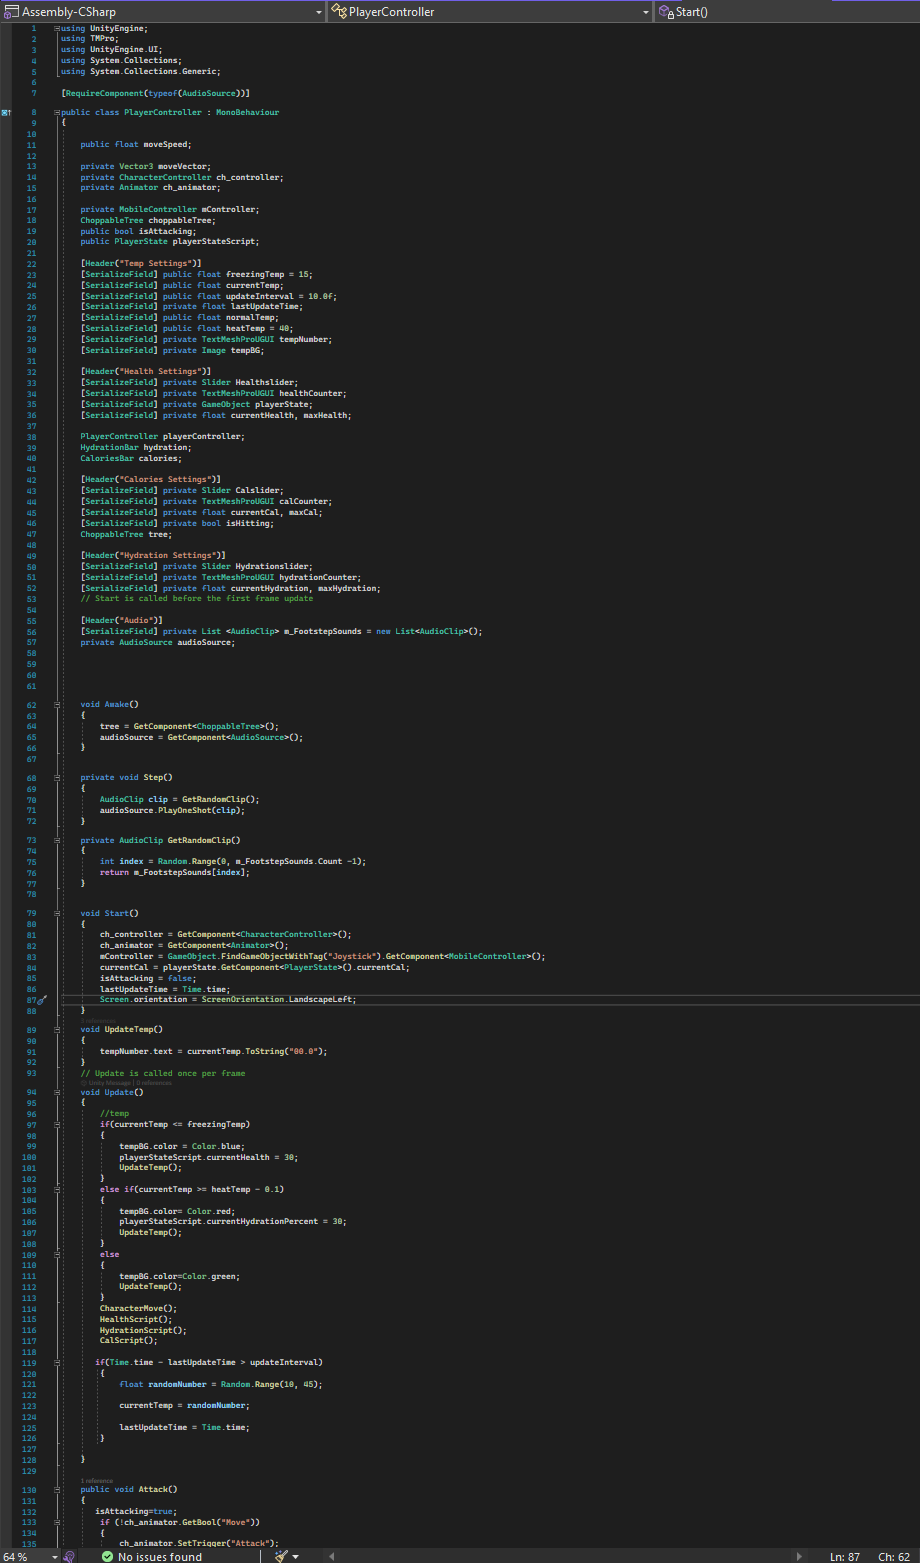 Assembly-CSharp
PlayerController
Start()
1 using UnityEngine;
2 using TMPro;
3 using UnityEngine.UI;
4 using System.Collections;
5 using System.Collections.Generic;
6
7 [RequireComponent(typeof(AudioSource))]
8 public class PlayerController : MonoBehaviour
9 {
10
11 public float moveSpeed;
12
13 private Vector3 moveVector;
14 private CharacterController ch_controller;
15 private Animator ch_animator;
16
17 private MobileController mController;
18 ChoppableTree choppableTree;
19 public bool isAttacking;
20 public PlayerState playerStateScript;
21
22 [Header("Temp Settings")]
23 [SerializeField] public float freezingTemp = 15;
24 [SerializeField] public float currentTemp;
25 [SerializeField] public float updateInterval = 10.0f;
26 [SerializeField] private float lastUpdateTime;
27 [SerializeField] public float normalTemp;
28 [SerializeField] public float heatTemp = 40;
29 [SerializeField] private TextMeshProUGUI tempNumber;
30 [SerializeField] private Image tempBG;
31
32 [Header("Health Settings")]
33 [SerializeField] private Slider Healthslider;
34 [SerializeField] private TextMeshProUGUI healthCounter;
35 [SerializeField] private GameObject playerState;
36 [SerializeField] private float currentHealth, maxHealth;
37
38 PlayerController playerController;
39 HydrationBar hydration;
40 CaloriesBar calories;
41
42 [Header("Calories Settings")]
43 [SerializeField] private Slider Calslider;
44 [SerializeField] private TextMeshProUGUI calCounter;
45 [SerializeField] private float currentCal, maxCal;
46 [SerializeField] private bool isHitting;
47 ChoppableTree tree;
48
49 [Header("Hydration Settings")]
50 [SerializeField] private Slider Hydrationslider;
51 [SerializeField] private TextMeshProUGUI hydrationCounter;
52 [SerializeField] private float currentHydration, maxHydration;
53 // Start is called before the first frame update
54
55 [Header("Audio")]
56 [SerializeField] private List <AudioClip> m_FootstepSounds = new List<AudioClip>();
57 private AudioSource audioSource;
58
59
60
61
62 void Awake()
63 {
64 tree = GetComponent<ChoppableTree>();
65 audioSource = GetComponent<AudioSource>();
66 }
67
68 private void Step()
69 {
70 AudioClip clip = GetRandomClip();
71 audioSource.PlayOneShot(clip);
72 }
73 private AudioClip GetRandomClip()
74 {
75 int index = Random.Range(0, m_FootstepSounds.Count -1);
76 return m_FootstepSounds[index];
77 }
78
79 void Start()
80 {
81 ch_controller = GetComponent<CharacterController>();
82 ch_animator = GetComponent<Animator>();
83 mController = GameObject.FindGameObjectWithTag("Joystick").GetComponent<MobileController>();
84 currentCal = playerState.GetComponent<PlayerState>().currentCal;
85 isAttacking = false;
86 lastUpdateTime = Time.time;
87 Screen.orientation = ScreenOrientation.LandscapeLeft;
88 }
3 references
89 void UpdateTemp()
90 {
91 tempNumber.text = currentTemp.ToString("00.0");
92 }
93 // Update is called once per frame
Unity Message | 0 references
94 void Update()
95 {
96 //temp
97 if(currentTemp <= freezingTemp)
98 {
99 tempBG.color = Color.blue;
100 playerStateScript.currentHealth = 30;
101 UpdateTemp();
102 }
103 else if(currentTemp >= heatTemp - 0.1)
104 {
105 tempBG.color= Color.red;
106 playerStateScript.currentHydrationPercent = 30;
107 UpdateTemp();
108 }
109 else
110 {
111 tempBG.color=Color.green;
112 UpdateTemp();
113 }
114 CharacterMove();
115 HealthScript();
116 HydrationScript();
117 CalScript();
118
119 if(Time.time - lastUpdateTime > updateInterval)
120 {
121 float randomNumber = Random.Range(10, 45);
122
123 currentTemp = randomNumber;
124
125 lastUpdateTime = Time.time;
126 }
127
128 }
129
1 reference
130 public void Attack()
131 {
132 isAttacking=true;
133 if (!ch_animator.GetBool("Move"))
134 {
135 ch_animator.SetTrigger("Attack");
64 % No issues found Ln: 87 Ch: 62